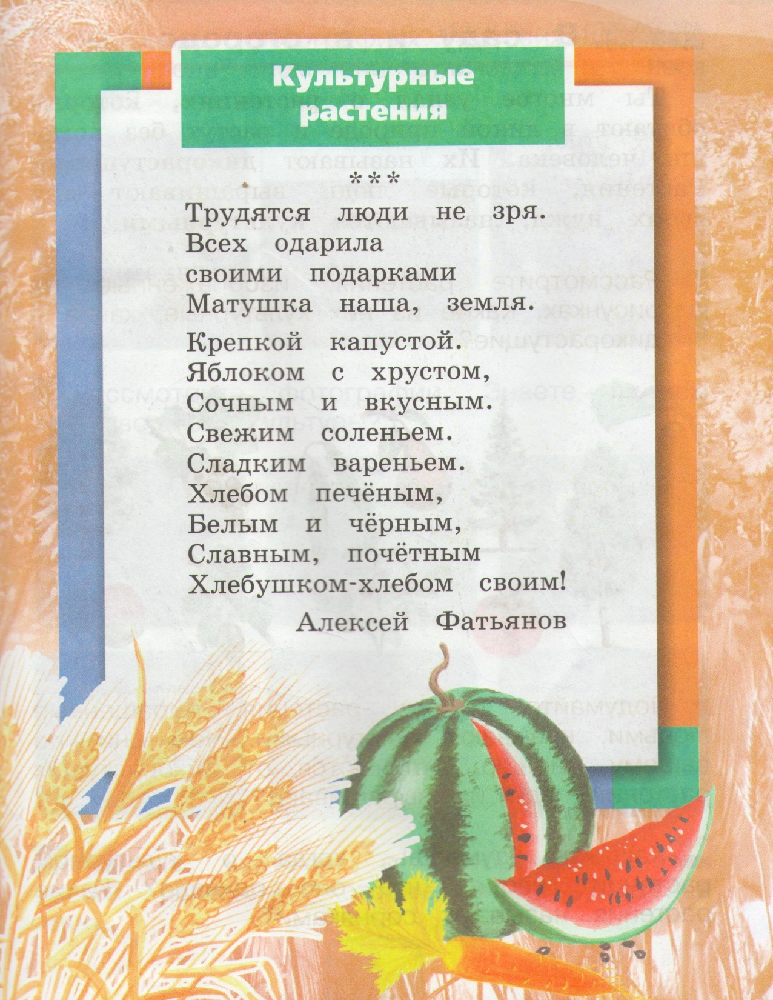 Культурные
растения
***
Трудятся люди не зря.
Всех одарила
своими подарками
Матушка наша, земля.
Крепкой капустой.
Яблоком с хрустом,
Сочным и вкусным.
Свежим соленьем.
Сладким вареньем.
Хлебом печёным,
Белым и чёрным,
Славным, почётным
Хлебушком-хлебом своим!
Алексей Фатьянов